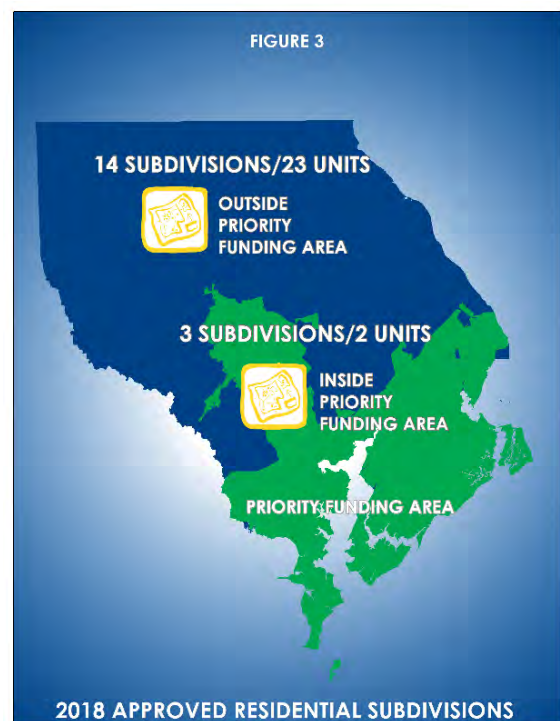 FIGURE 3
14 SUBDIVISIONS/23 UNITS
OUTSIDE
PRIORITY
FUNDING AREA
3 SUBDIVISIONS/2 UNITS
INSIDE
PRIORITY
FUNDING AREA
PRIORITY FUNDING AREA
2018 APPROVED RESIDENTIAL SUBDIVISIONS